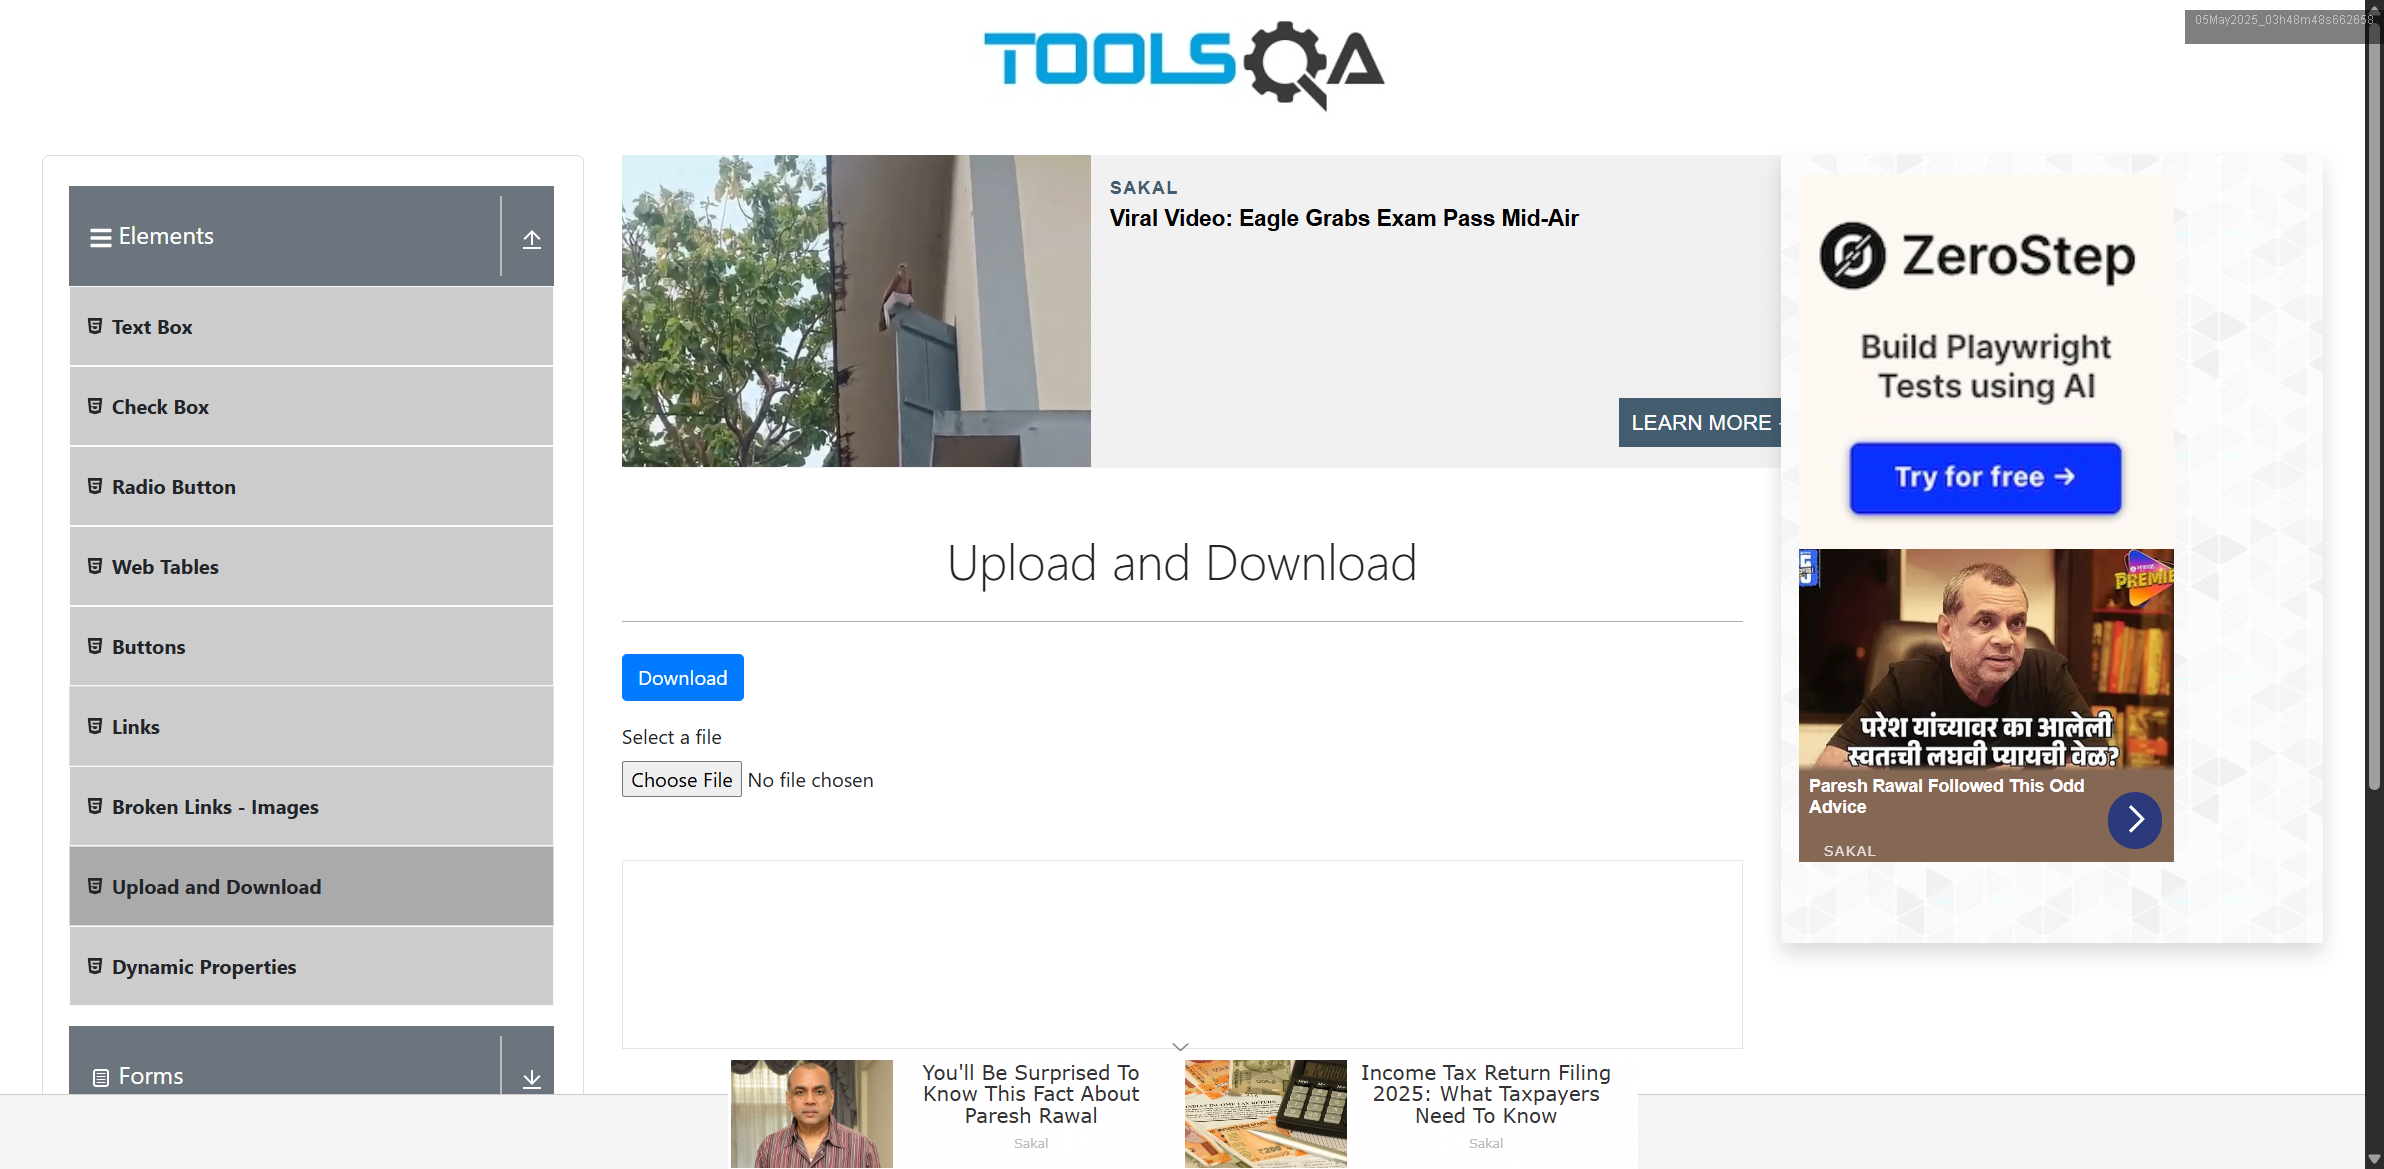 TOOLSQA
05May2025_03h48m48s662658
Elements
Text Box
Check Box
Radio Button
Web Tables
Buttons
Links
Broken Links - Images
Upload and Download
Dynamic Properties
Forms
SAKAL
Viral Video: Eagle Grabs Exam Pass Mid-Air
LEARN MORE
Upload and Download
Download
Select a file
Choose File No file chosen
ZeroStep
Build Playwright
Tests using AI
Try for free →
PREMIE
परेश यांच्यावर का आलेली
स्वतःची लघवी प्यायची वेळ?
Paresh Rawal Followed This Odd
Advice
SAKAL
You'll Be Surprised To
Know This Fact About
Paresh Rawal
Sakal
Income Tax Return Filing
2025: What Taxpayers
Need To Know
Sakal